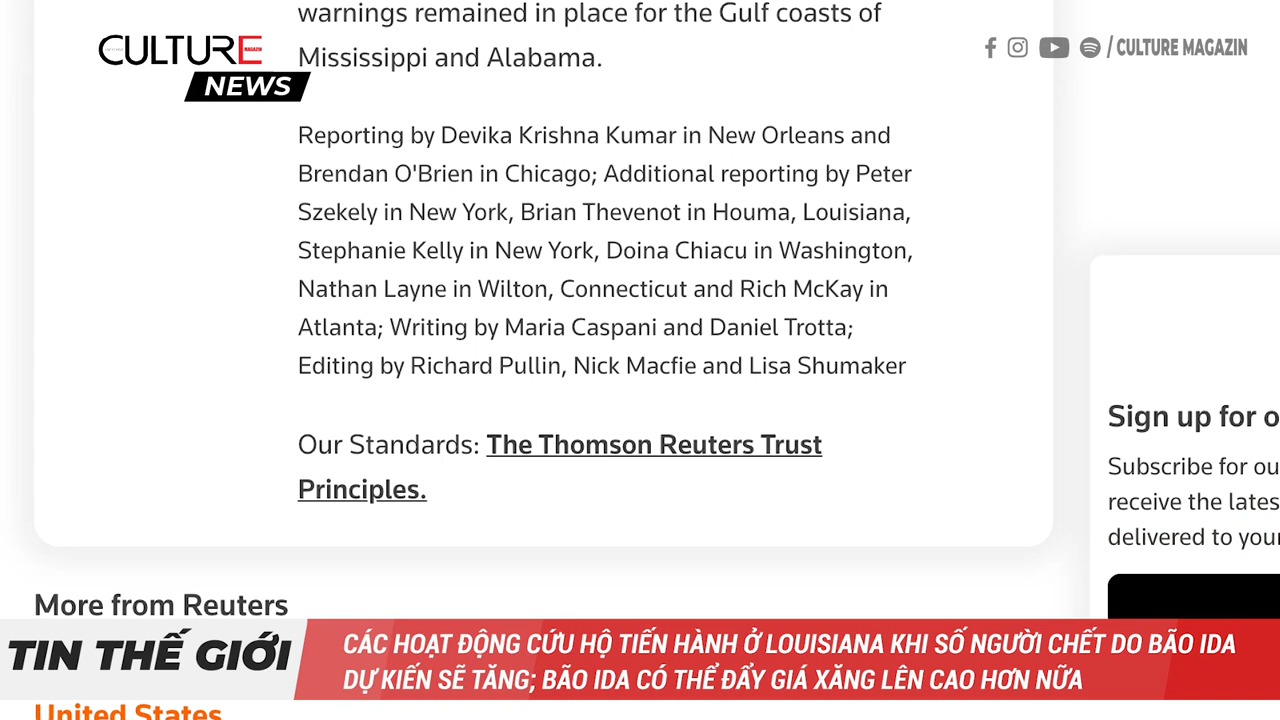 warnings remained in place for the Gulf coasts of
Mississippi and Alabama.
CULTURE
NEWS
/ CULTURE MAGAZIN
Reporting by Devika Krishna Kumar in New Orleans and
Brendan O'Brien in Chicago; Additional reporting by Peter
Szekely in New York, Brian Thevenot in Houma, Louisiana,
Stephanie Kelly in New York, Doina Chiacu in Washington,
Nathan Layne in Wilton, Connecticut and Rich McKay in
Atlanta; Writing by Maria Caspani and Daniel Trotta;
Editing by Richard Pullin, Nick Macfie and Lisa Shumaker
Our Standards: The Thomson Reuters Trust
Principles.
Sign up for o
Subscribe for ou
receive the lates
delivered to your
More from Reuters
TIN THẾ GIỚI
CÁC HOẠT ĐỘNG CỨU HỘ TIẾN HÀNH Ở LOUISIANA KHI SỐ NGƯỜI CHẾT DO BÃO IDA
DỰ KIẾN SẼ TĂNG; BÃO IDA CÓ THỂ ĐẨY GIÁ XĂNG LÊN CAO HƠN NỮA
United States